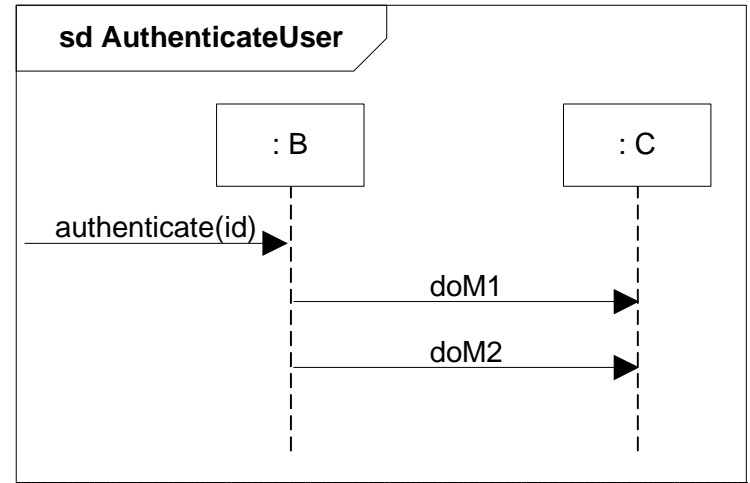 sd AuthenticateUser
: B
: C
authenticate(id)
doM1
doM2